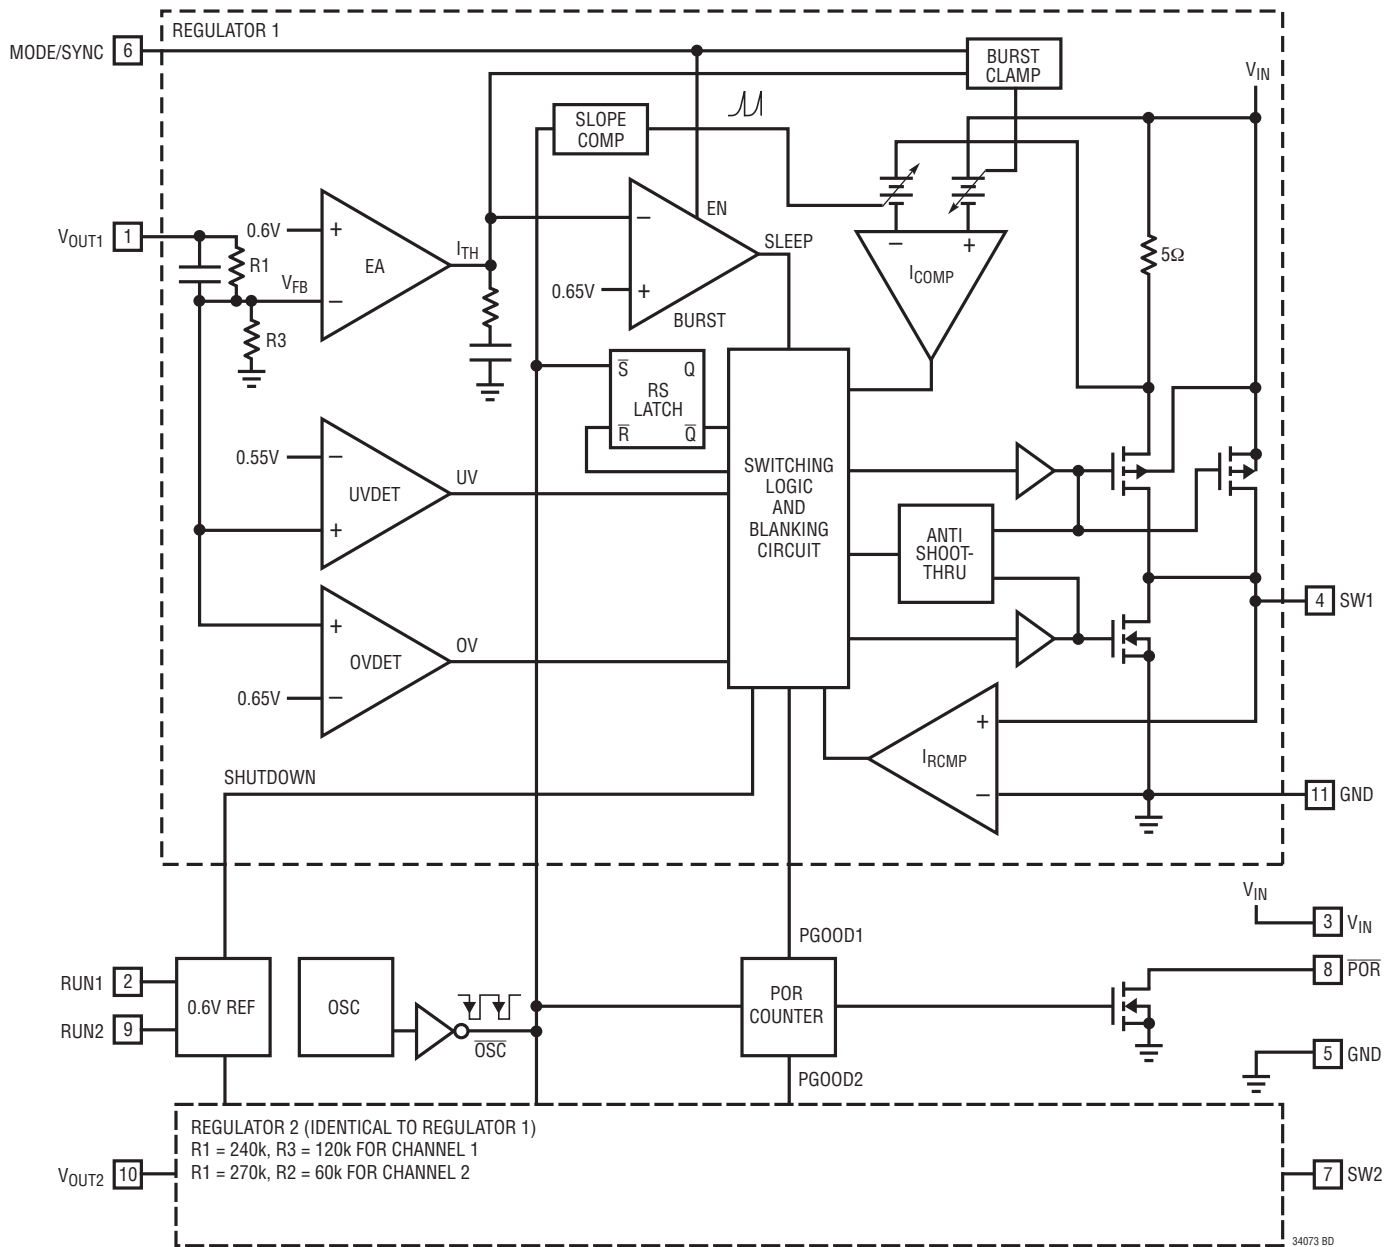 REGULATOR 1
MODE/SYNC 6
BURST
CLAMP
VIN
SLOPE
COMP
EN
VOUT1 1
0.6V
+
EA
−
ITH
R1
VFB
R3
−
0.65V
+
BURST
SLEEP
−
+
ICOMP
5Ω
S̅ Q
RS
LATCH
R̅ Q̅
0.55V
−
UVDET
+
UV
SWITCHING
LOGIC
AND
BLANKING
CIRCUIT
ANTI
SHOOT-
THRU
+
OVDET
0.65V
−
OV
4 SW1
+
IRCMP
−
SHUTDOWN
11 GND
VIN
3 VIN
PGOOD1
8 P̅O̅R̅
RUN1 2
RUN2 9
0.6V REF
OSC
O̅S̅C̅
POR
COUNTER
5 GND
PGOOD2
REGULATOR 2 (IDENTICAL TO REGULATOR 1)
R1 = 240k, R3 = 120k FOR CHANNEL 1
R1 = 270k, R2 = 60k FOR CHANNEL 2
VOUT2 10
7 SW2
34073 BD